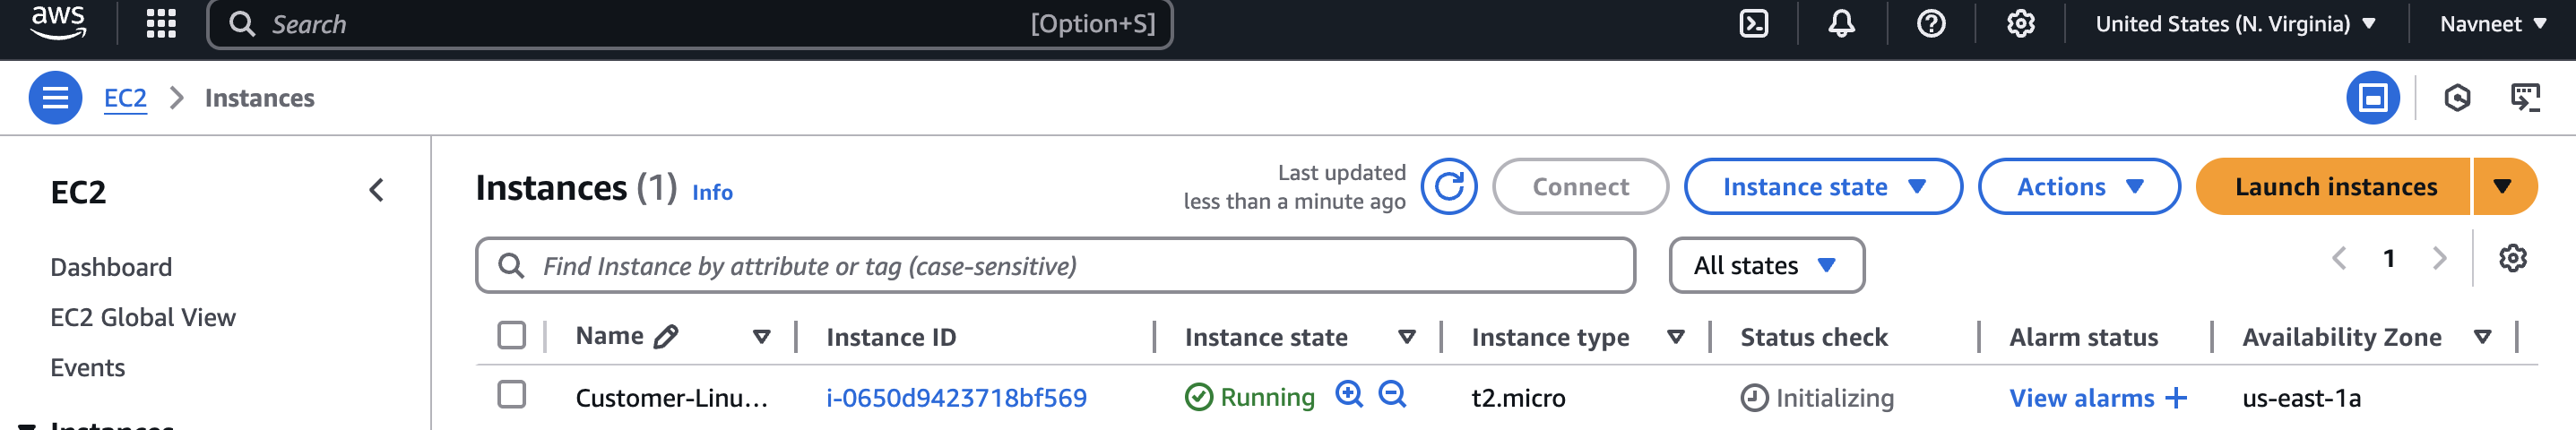 aws
Search [Option+S]
United States (N. Virginia)
Navneet
EC2 Instances
EC2
Dashboard
EC2 Global View
Events
Instances
Instances (1) Info
Last updated
less than a minute ago
Connect
Instance state
Actions
Launch instances
Find Instance by attribute or tag (case-sensitive)
All states
1
Name Instance ID Instance state Instance type Status check Alarm status Availability Zone
Customer-Linu... i-0650d9423718bf569 Running t2.micro Initializing View alarms + us-east-1a